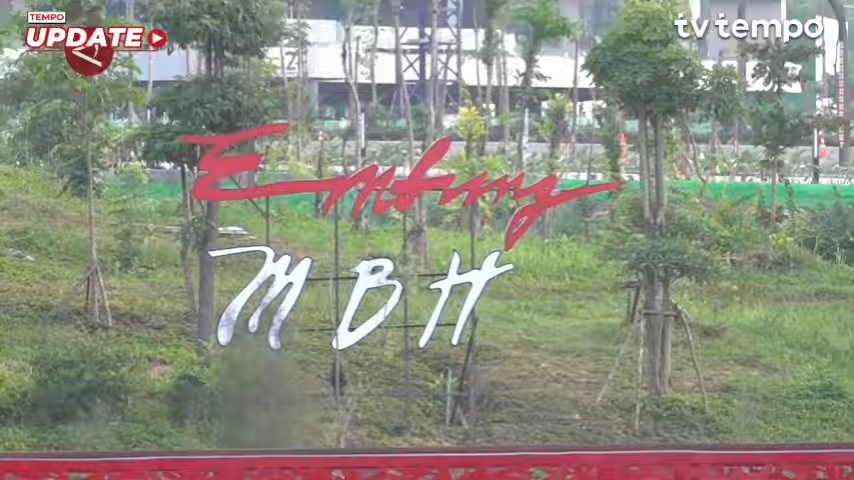 TEMPO
UPDATE
tv tempo
Embung
MBH